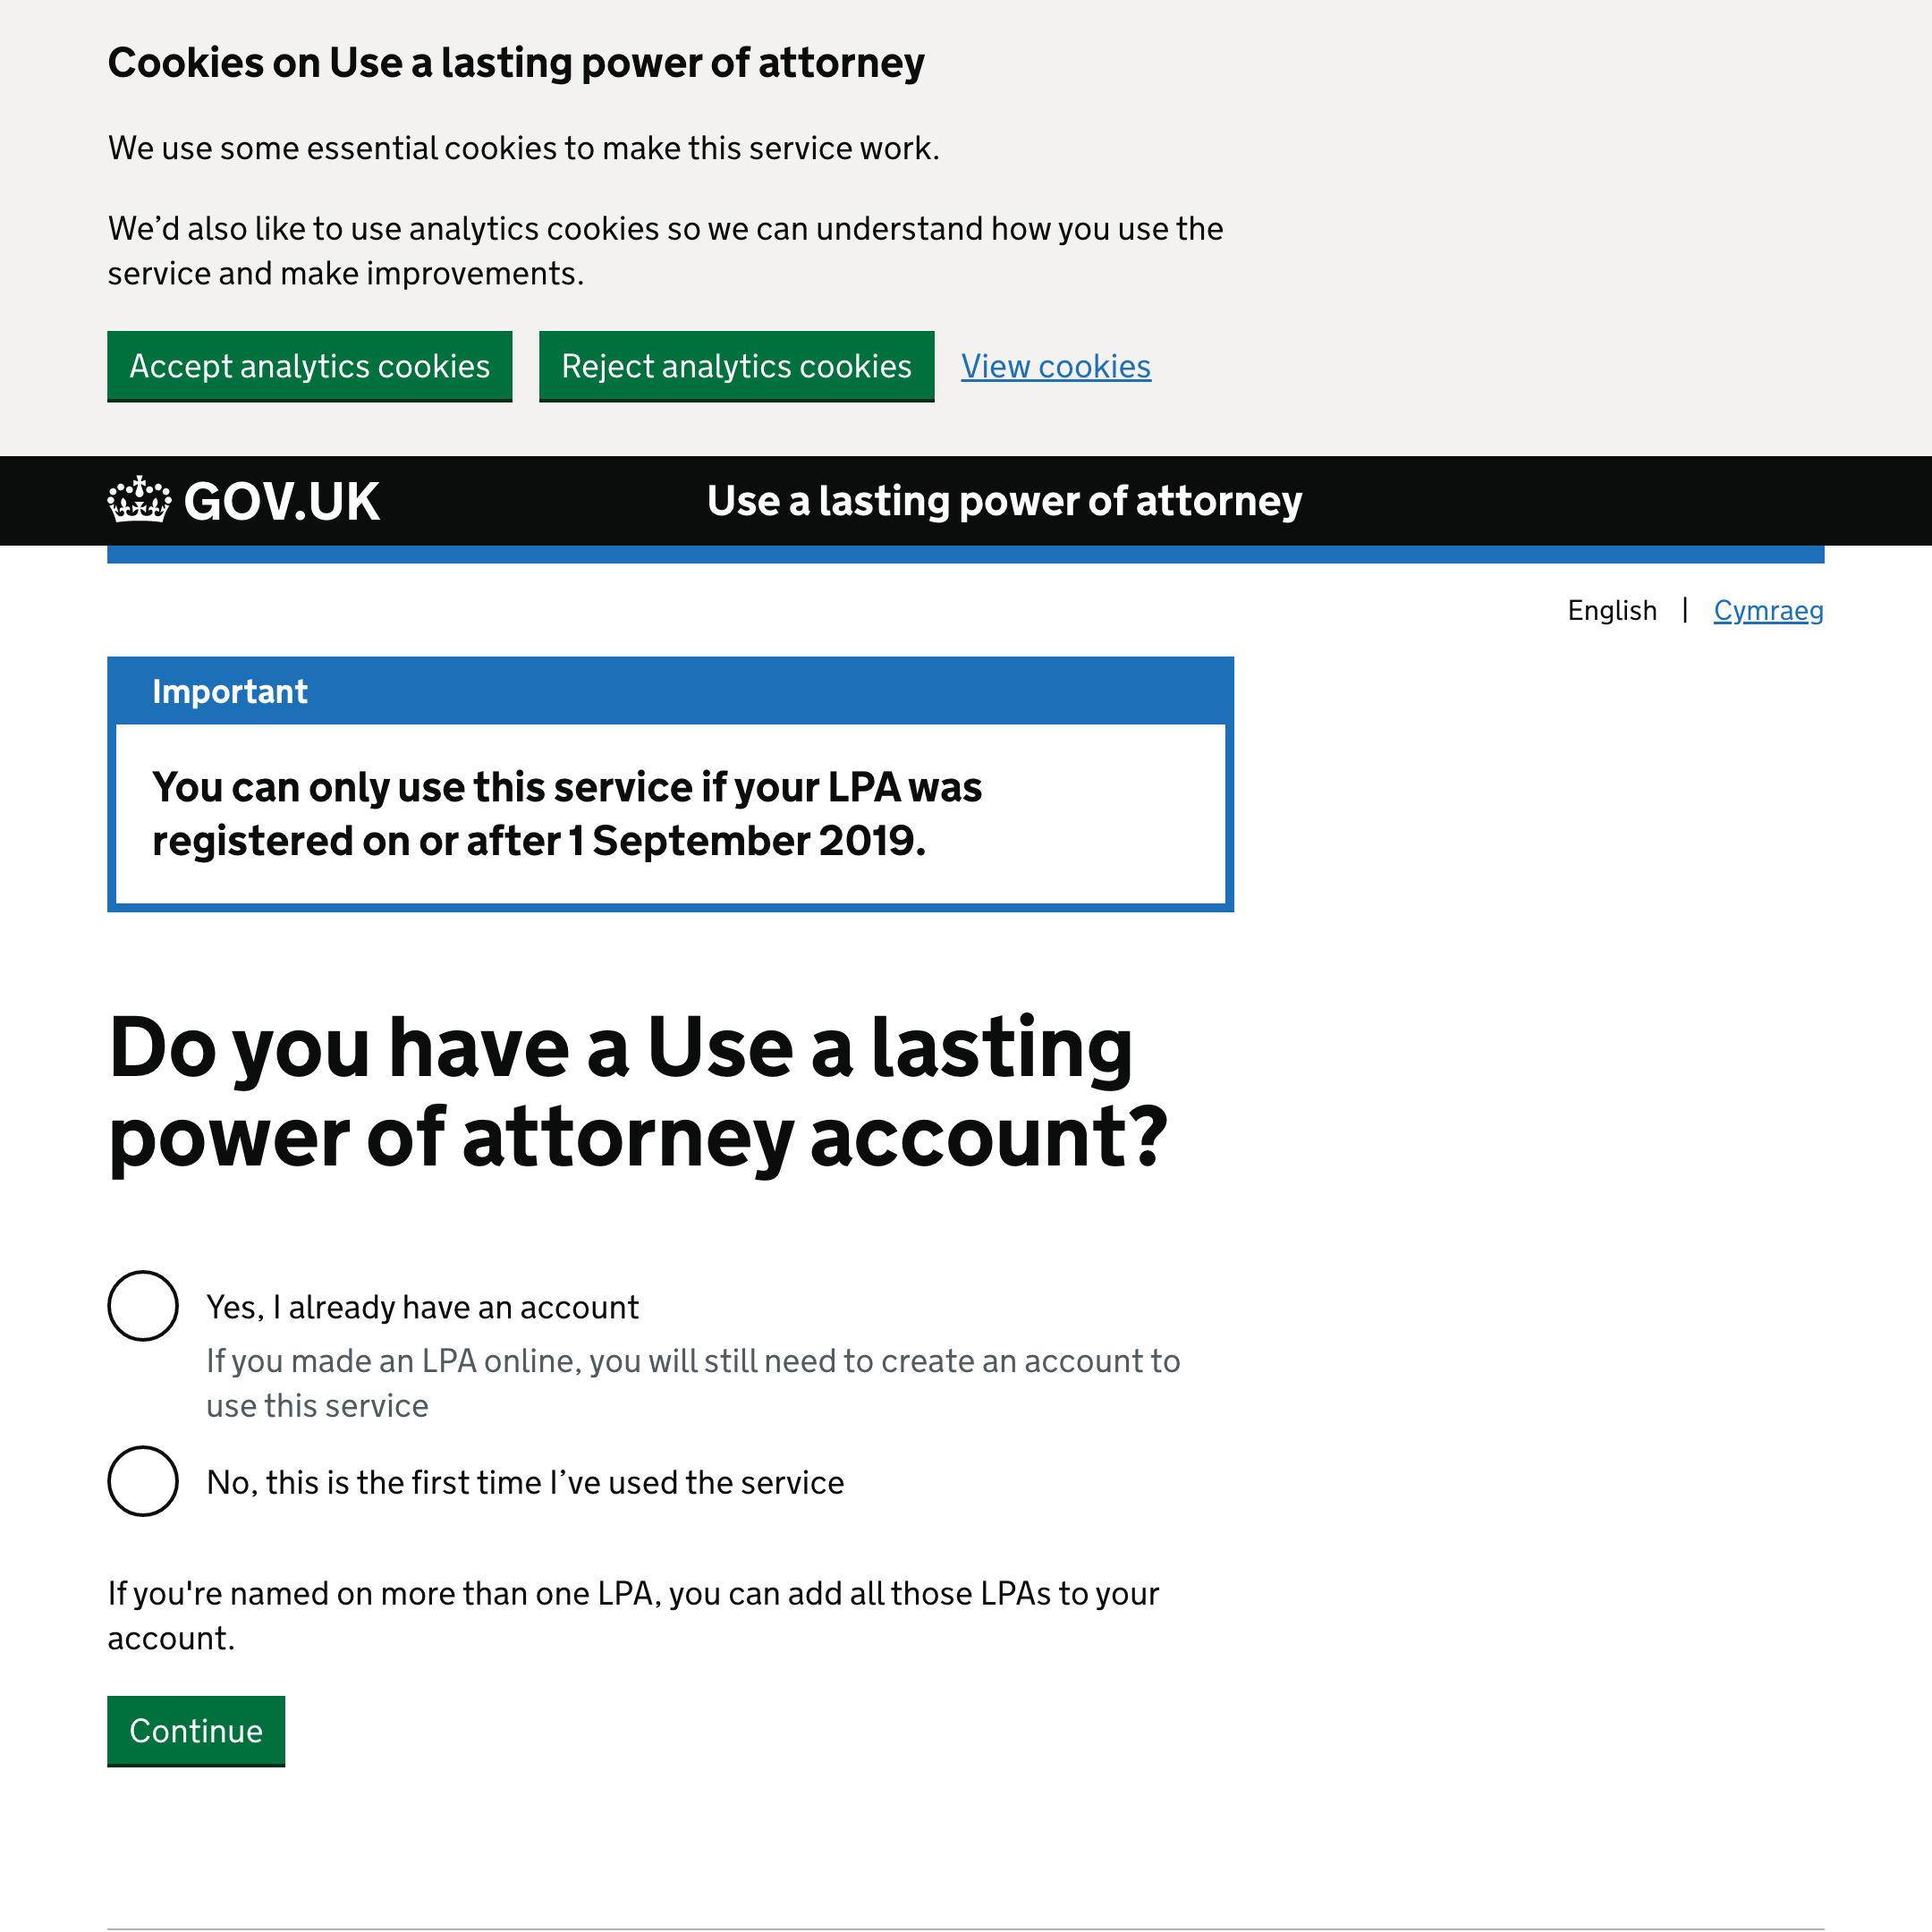 Cookies on Use a lasting power of attorney
We use some essential cookies to make this service work.
We’d also like to use analytics cookies so we can understand how you use the
service and make improvements.
Accept analytics cookies Reject analytics cookies View cookies
GOV.UK Use a lasting power of attorney
English | Cymraeg
Important
You can only use this service if your LPA was
registered on or after 1 September 2019.
Do you have a Use a lasting
power of attorney account?
Yes, I already have an account
If you made an LPA online, you will still need to create an account to
use this service
No, this is the first time I’ve used the service
If you're named on more than one LPA, you can add all those LPAs to your
account.
Continue